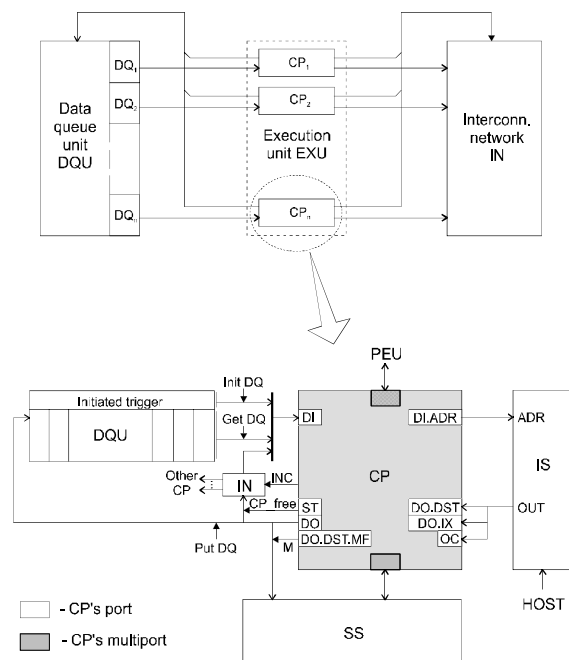 DQ₁
DQ₂
DQₙ
Data
queue
unit
DQU
CP₁
CP₂
Execution
unit EXU
CPₙ
Interconn.
network
IN
PEU
Init DQ
Initiated trigger
Get DQ
DQU
DI
DI.ADR
ADR
IS
Other
CP
IN
INC
CP
CP_free
ST
DO
DO.DST.MF
M
Put DQ
DO.DST
DO.IX
OC
OUT
HOST
- CP's port
- CP's multiport
SS